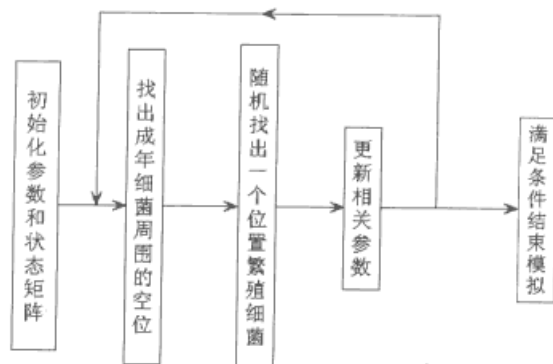 初始化参数和状态矩阵
找出成年细菌周围的空位
随机找出一个位置繁殖细菌
更新相关参数
满足条件结束模拟